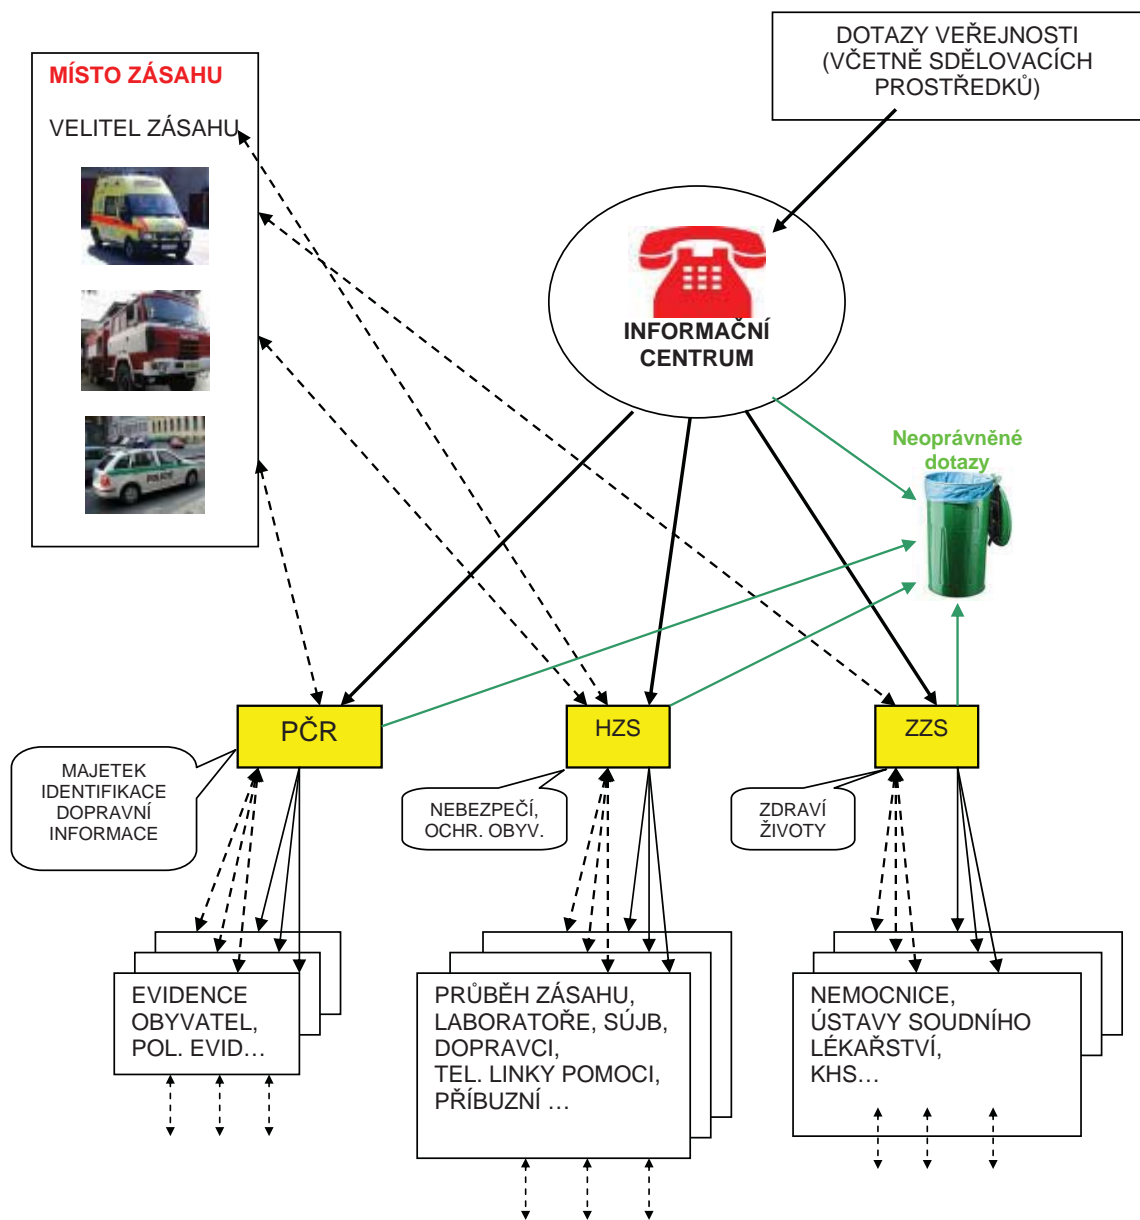 DOTAZY VEŘEJNOSTI
(VČETNĚ SDĚLOVACÍCH
PROSTŘEDKŮ)
MÍSTO ZÁSAHU
VELITEL ZÁSAHU
POLICIE
INFORMAČNÍ
CENTRUM
Neoprávněné
dotazy
PČR
HZS
ZZS
MAJETEK
IDENTIFIKACE
DOPRAVNÍ
INFORMACE
NEBEZPEČÍ,
OCHR. OBYV.
ZDRAVÍ
ŽIVOTY
EVIDENCE
OBYVATEL,
POL. EVID…
PRŮBĚH ZÁSAHU,
LABORATOŘE, SÚJB,
DOPRAVCI,
TEL. LINKY POMOCI,
PŘÍBUZNÍ …
NEMOCNICE,
ÚSTAVY SOUDNÍHO
LÉKAŘSTVÍ,
KHS…